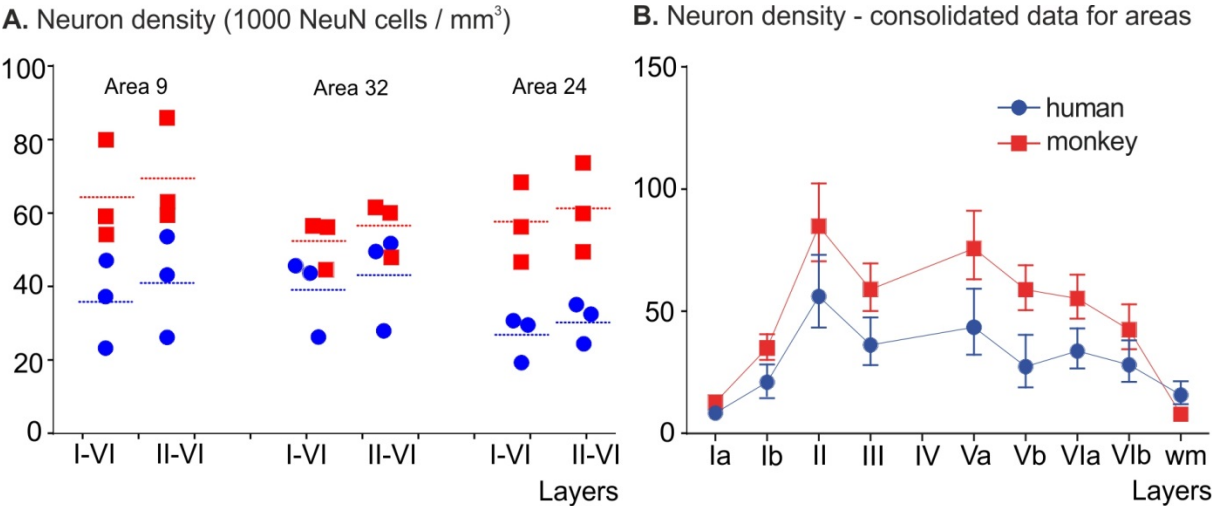 A. Neuron density (1000 NeuN cells / mm³)
100
80
60
40
20
0
Area 9
Area 32
Area 24
I-VI
II-VI
I-VI
II-VI
I-VI
II-VI
Layers
B. Neuron density - consolidated data for areas
150
100
50
0
human
monkey
Ia
Ib
II
III
IV
Va
Vb
VIa
VIb
wm
Layers